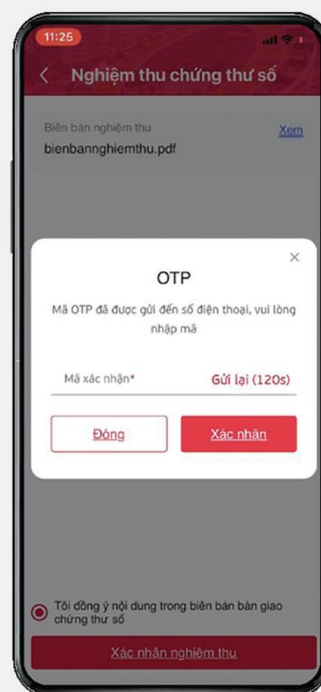 11:25
Nghiệm thu chứng thư số
Biên bản nghiệm thu
Xem
bienbannghiemthu.pdf
OTP
Mã OTP đã được gửi đến số điện thoại, vui lòng
nhập mã
Mã xác nhận*
Gửi lại (120s)
Đóng
Xác nhận
Tôi đồng ý nội dung trong biên bản bàn giao
chứng thư số
Xác nhận nghiệm thu